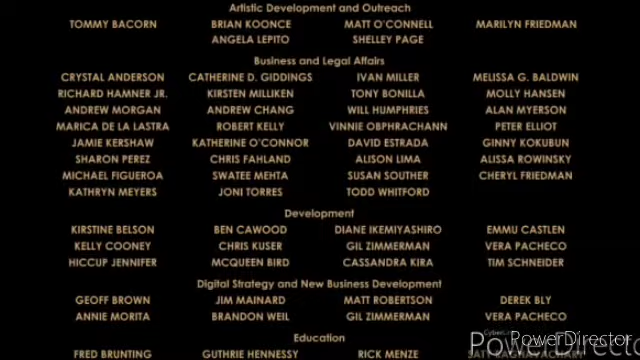 Artistic Development and Outreach
TOMMY BACORN BRIAN KOONCE MATT O'CONNELL MARILYN FRIEDMAN
ANGELA LEPITO SHELLEY PAGE
Business and Legal Affairs
CRYSTAL ANDERSON CATHERINE D. GIDDINGS IVAN MILLER MELISSA G. BALDWIN
RICHARD HAMNER JR. KIRSTEN MILLIKEN TONY BONILLA MOLLY HANSEN
ANDREW MORGAN ANDREW CHANG WILL HUMPHRIES ALAN MYERSON
MARICA DE LA LASTRA ROBERT KELLY VINNIE OBPHRACHANN PETER ELLIOT
JAMIE KERSHAW KATHERINE O'CONNOR DAVID ESTRADA GINNY KOKUBUN
SHARON PEREZ CHRIS FAHLAND ALISON LIMA ALISSA ROWINSKY
MICHAEL FIGUEROA SWATEE MEHTA SUSAN SOUTHER CHERYL FRIEDMAN
KATHRYN MEYERS JONI TORRES TODD WHITFORD
Development
KIRSTINE BELSON BEN CAWOOD DIANE IKEMIYASHIRO EMMU CASTLEN
KELLY COONEY CHRIS KUSER GIL ZIMMERMAN VERA PACHECO
HICCUP JENNIFER MCQUEEN BIRD CASSANDRA KIRA TIM SCHNEIDER
Digital Strategy and New Business Development
GEOFF BROWN JIM MAINARD MATT ROBERTSON DEREK BLY
ANNIE MORITA BRANDON WEIL GIL ZIMMERMAN VERA PACHECO
Education
FRED BRUNTING GUTHRIE HENNESSY RICK MENZE
PowerDirector
PowerDirector